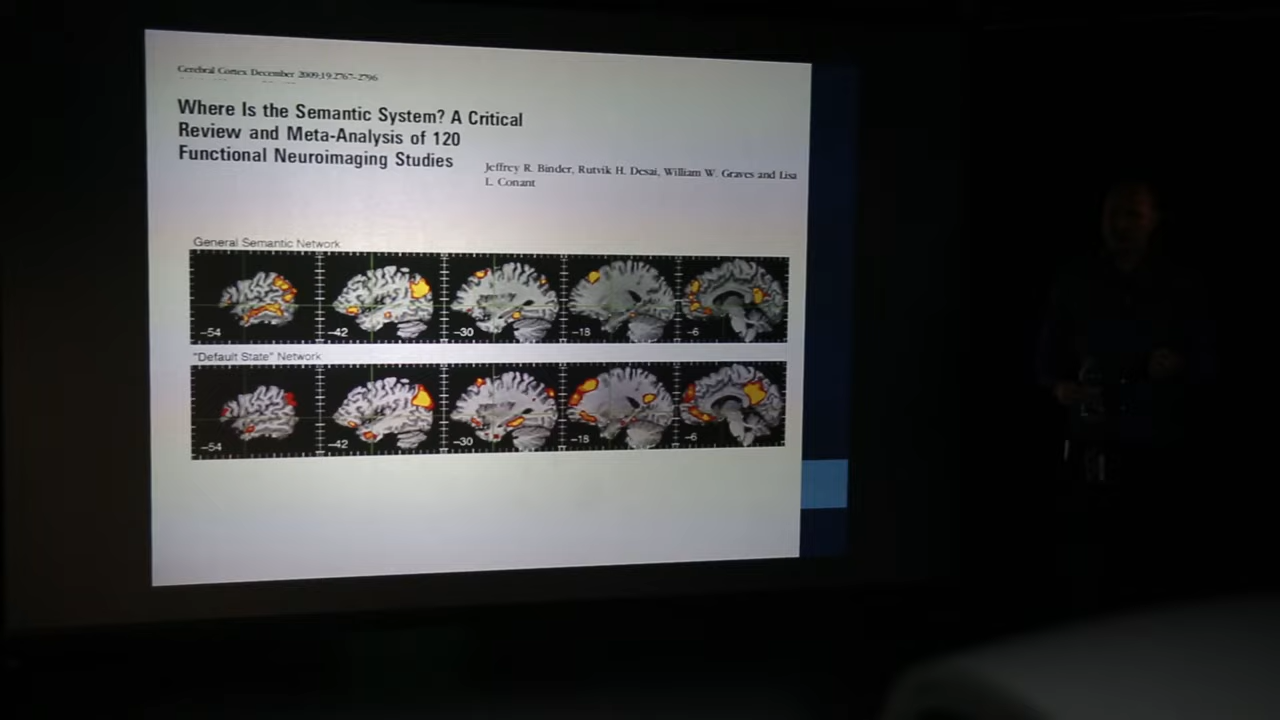 Cerebral Cortex December 2009;19:2767-2796
Where Is the Semantic System? A Critical
Review and Meta-Analysis of 120
Functional Neuroimaging Studies
Jeffrey R. Binder, Rutvik H. Desai, William W. Graves and Lisa
L. Conant
General Semantic Network
-54 -42 -30 -18 -6
"Default State" Network
-54 -42 -30 -18 -6